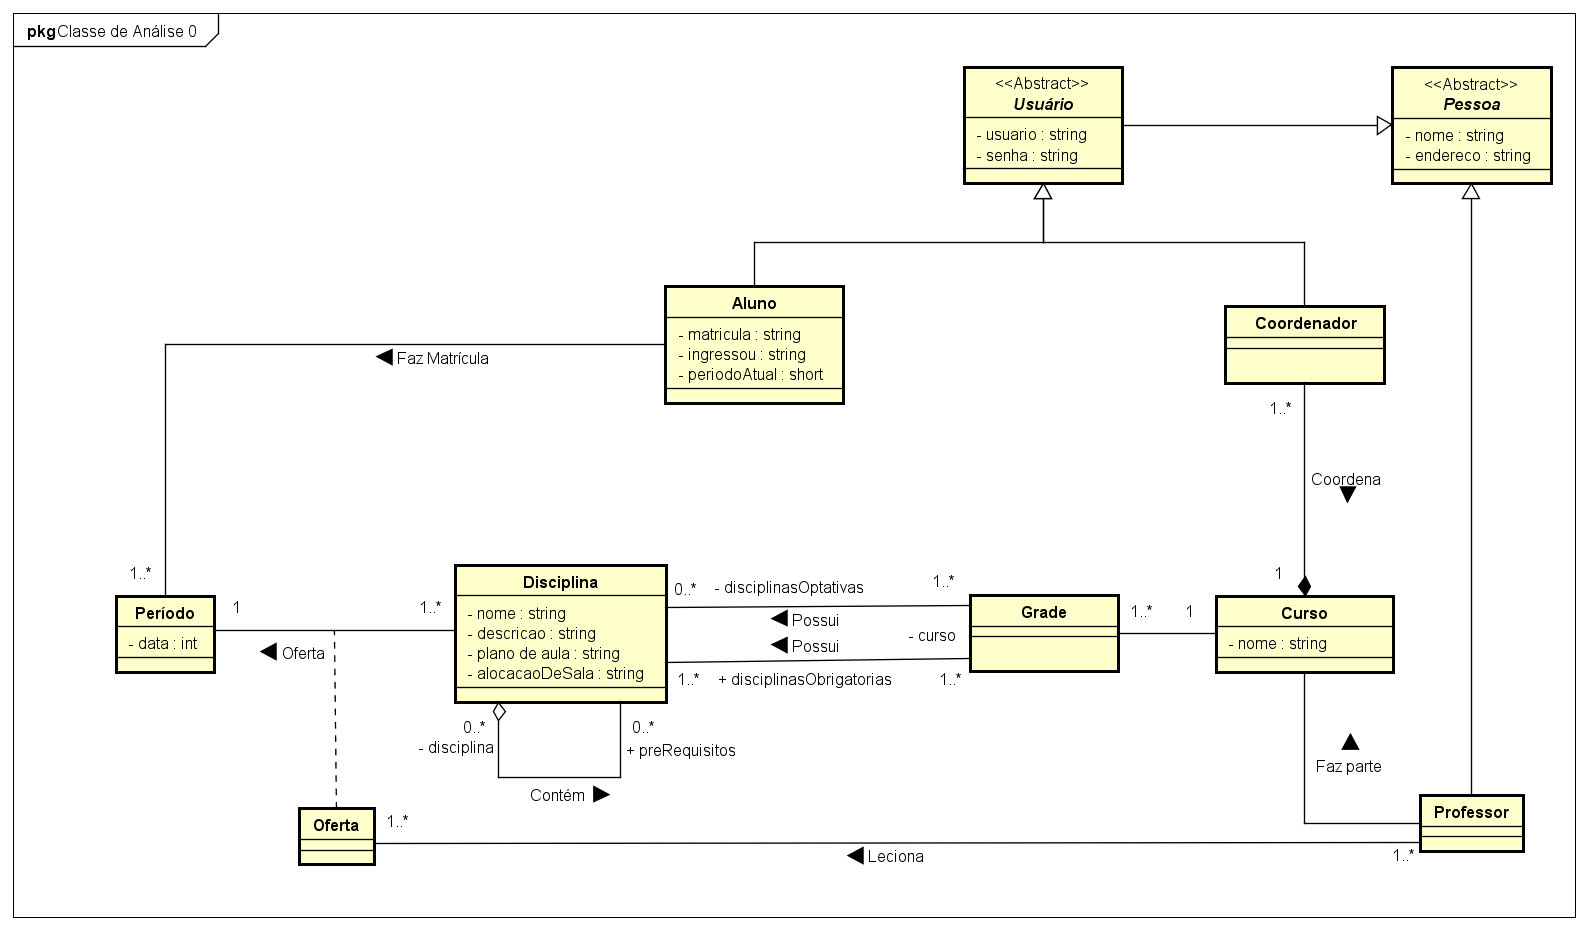 pkg Classe de Análise 0
<<Abstract>>
Usuário
- usuario : string
- senha : string
<<Abstract>>
Pessoa
- nome : string
- endereco : string
Aluno
- matricula : string
- ingressou : string
- periodoAtual : short
Coordenador
Faz Matrícula
1..*
Coordena
1
1..*
Período
- data : int
1
1..*
Oferta
Disciplina
- nome : string
- descricao : string
- plano de aula : string
- alocacaoDeSala : string
0..*
- disciplinasOptativas
1..*
Possui
Possui
- curso
1..*
+ disciplinasObrigatorias
1..*
Grade
1..*
1
Curso
- nome : string
0..*
- disciplina
0..*
+ preRequisitos
Contém
Faz parte
Oferta
1..*
Leciona
1..*
Professor